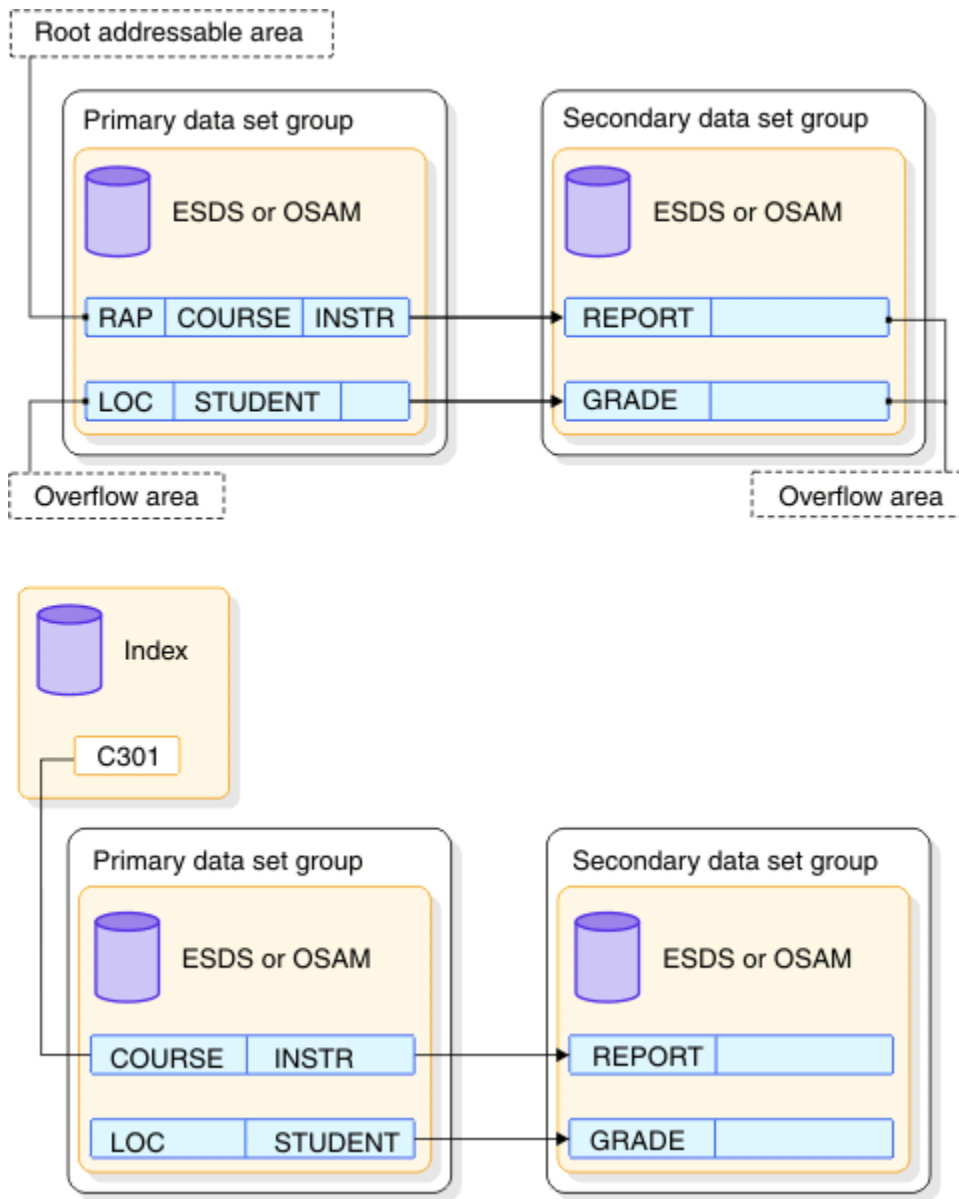 Root addressable area
Primary data set group
Secondary data set group
ESDS or OSAM
ESDS or OSAM
RAP COURSE INSTR
REPORT
LOC STUDENT
GRADE
Overflow area
Overflow area
Index
C301
Primary data set group
Secondary data set group
ESDS or OSAM
ESDS or OSAM
COURSE INSTR
REPORT
LOC STUDENT
GRADE